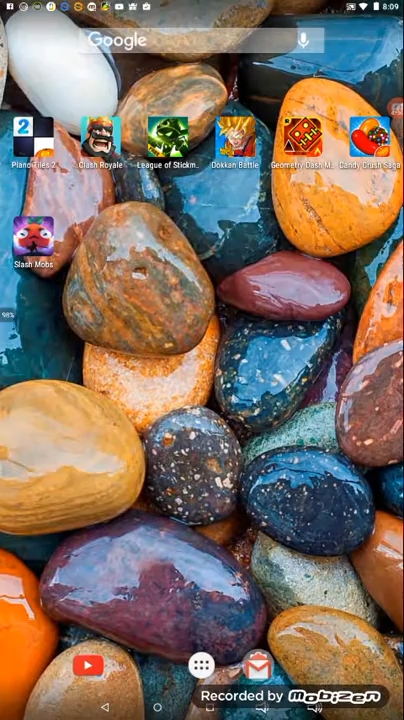 8:09
Google
2
Piano Tiles 2
Clash Royale
League of Stickm..
Dokkan Battle
Geometry Dash M..
Candy Crush Saga
Slash Mobs
98%
Recorded by Mobizen